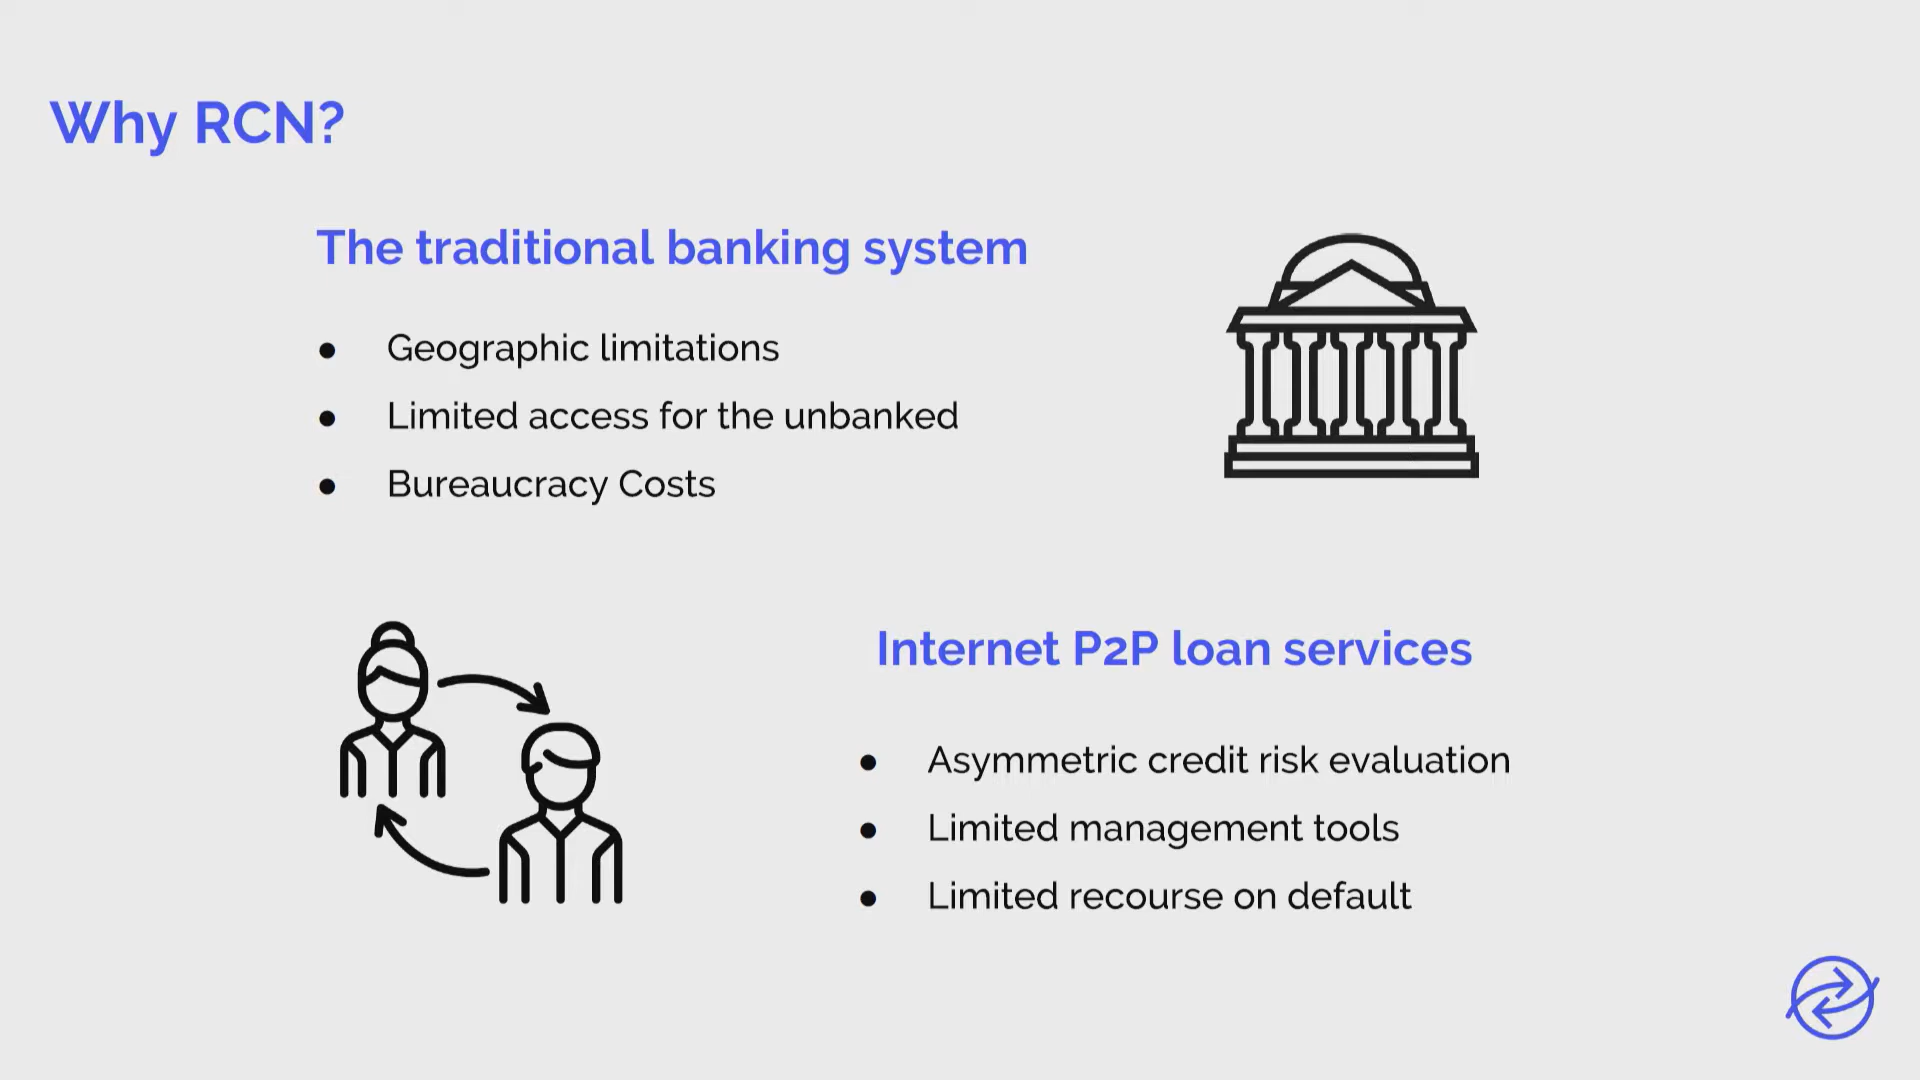 Why RCN?
The traditional banking system
● Geographic limitations
● Limited access for the unbanked
● Bureaucracy Costs
Internet P2P loan services
● Asymmetric credit risk evaluation
● Limited management tools
● Limited recourse on default